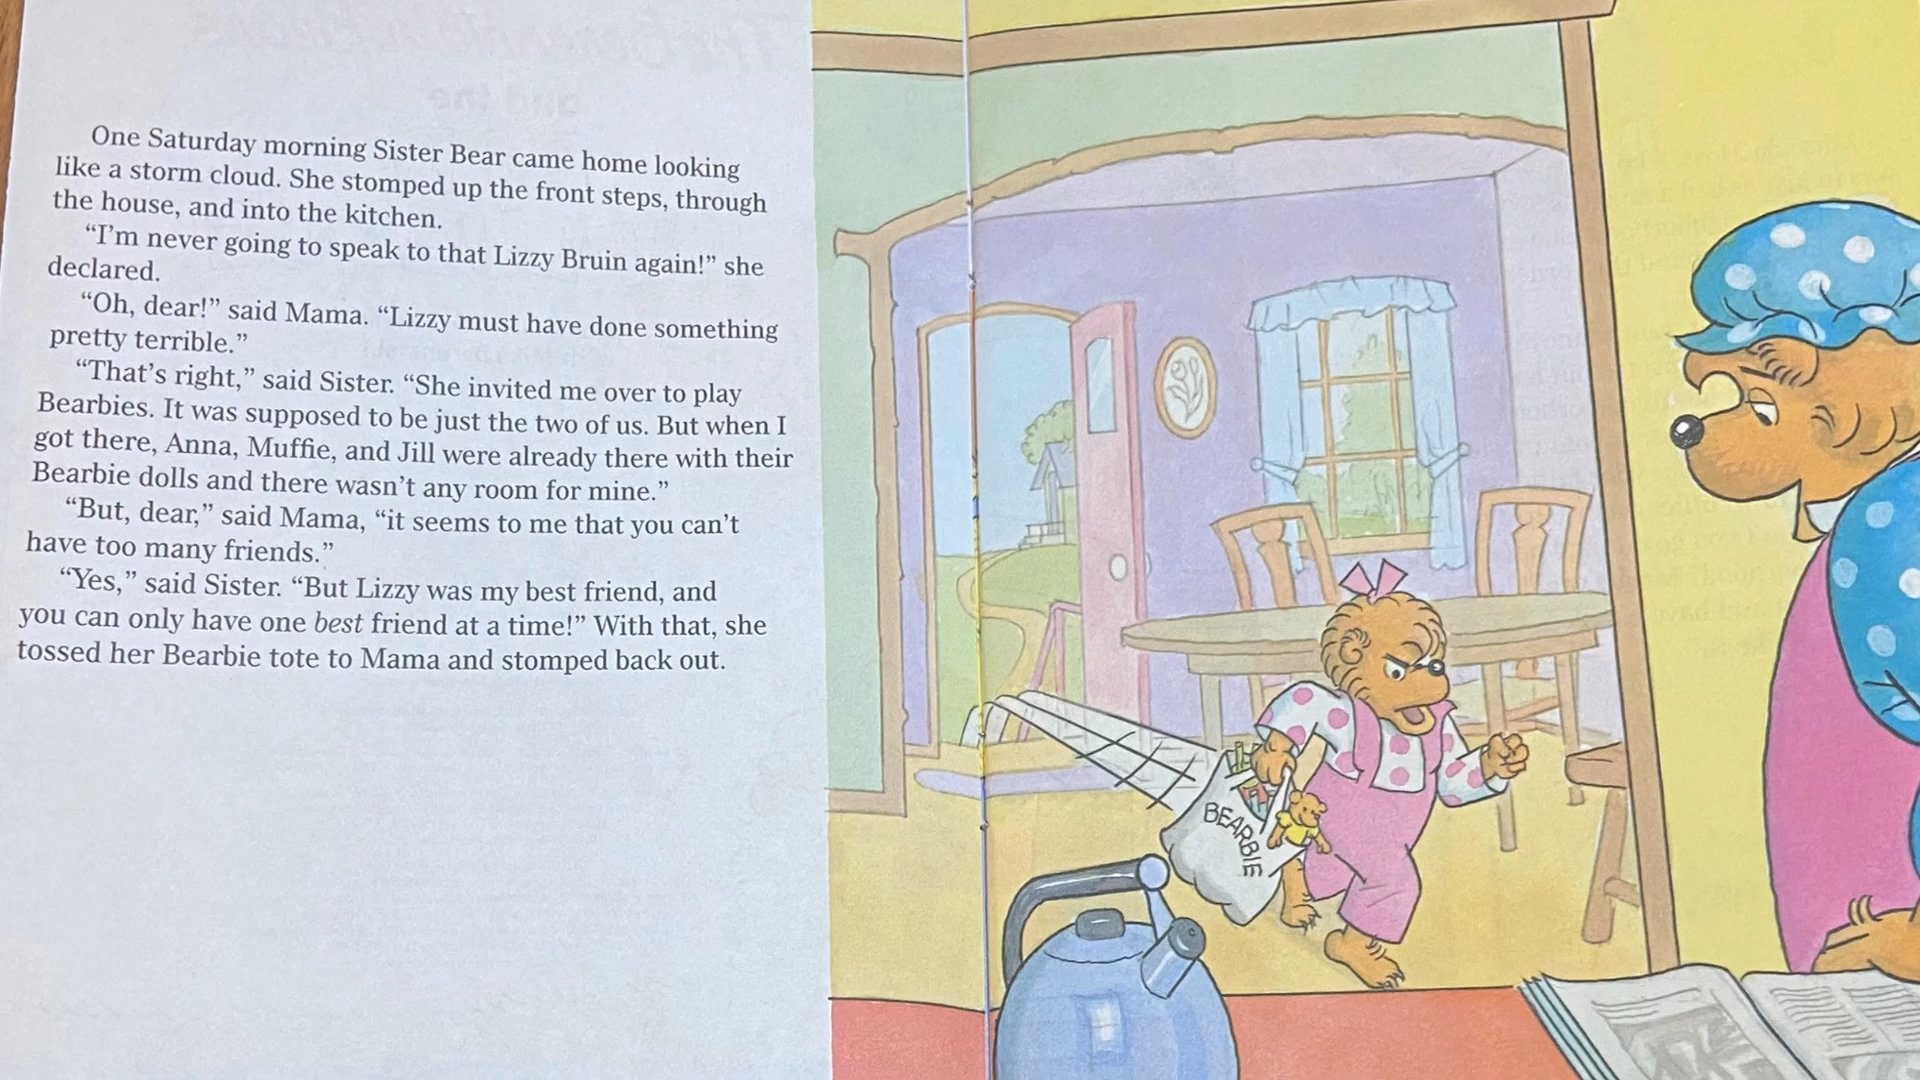 One Saturday morning Sister Bear came home looking
like a storm cloud. She stomped up the front steps, through
the house, and into the kitchen.
“I’m never going to speak to that Lizzy Bruin again!” she
declared.
“Oh, dear!” said Mama. “Lizzy must have done something
pretty terrible.”
“That’s right,” said Sister. “She invited me over to play
Bearbies. It was supposed to be just the two of us. But when I
got there, Anna, Muffie, and Jill were already there with their
Bearbie dolls and there wasn’t any room for mine.”
“But, dear,” said Mama, “it seems to me that you can’t
have too many friends.”
“Yes,” said Sister. “But Lizzy was my best friend, and
you can only have one best friend at a time!” With that, she
tossed her Bearbie tote to Mama and stomped back out.
BEARBIE